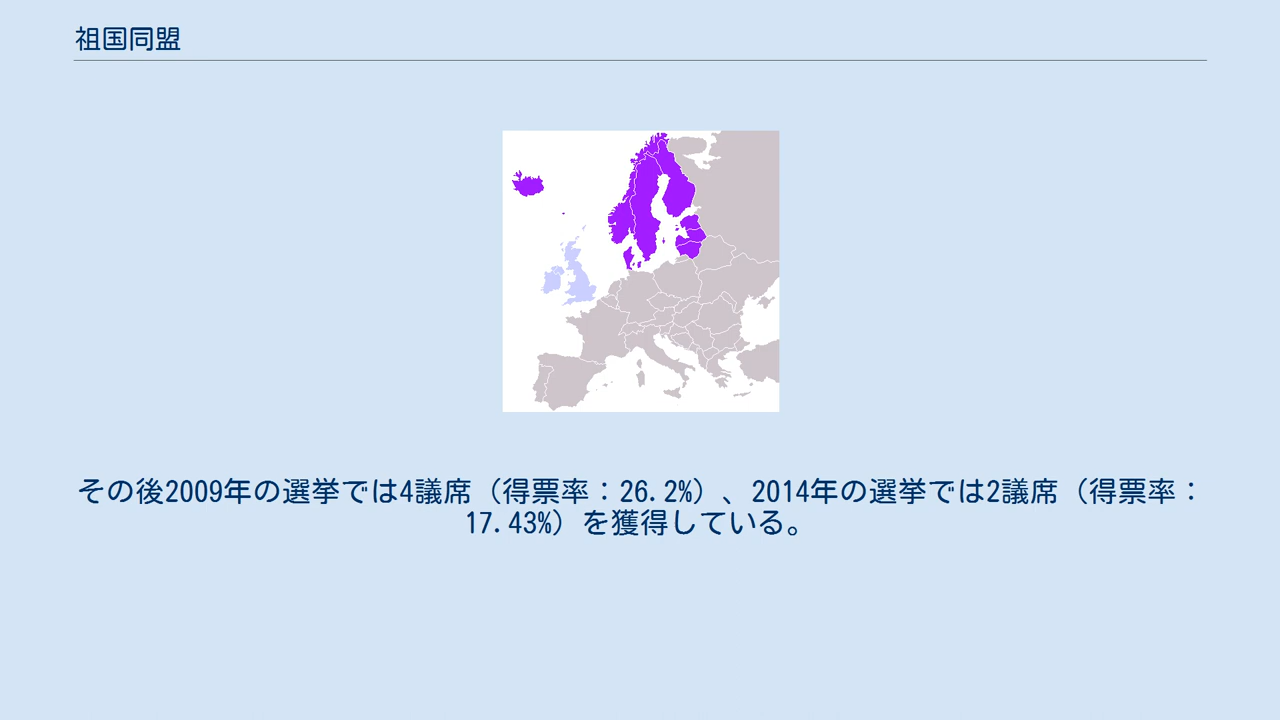 祖国同盟
その後2009年の選挙では4議席（得票率：26.2%）、2014年の選挙では2議席（得票率：
17.43%）を獲得している。